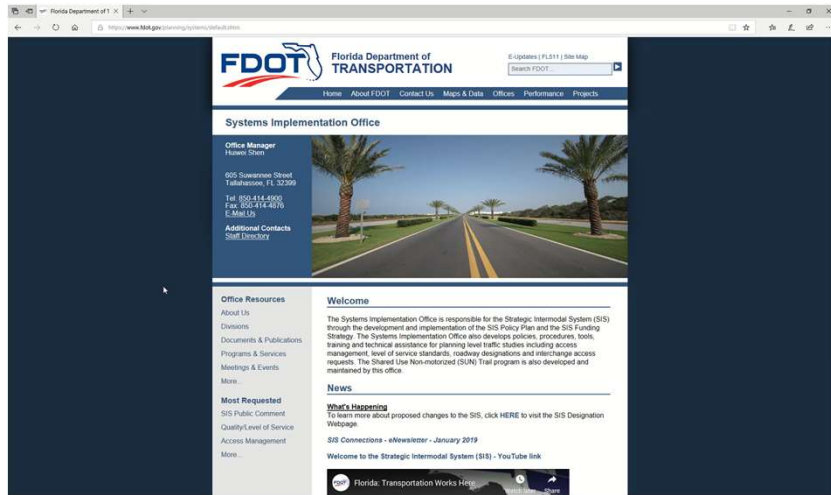 Florida Department of T
https://www.fdot.gov/planning/systems/default.shtm
FDOT
Florida Department of
TRANSPORTATION
E-Updates | FL511 | Site Map
Search FDOT...
Home About FDOT Contact Us Maps & Data Offices Performance Projects
Systems Implementation Office
Office Manager
Huiwei Shen
605 Suwannee Street
Tallahassee, FL 32399
Tel: 850-414-4900
Fax: 850-414-4876
E-Mail Us
Additional Contacts
Staff Directory
Office Resources
About Us
Divisions
Documents & Publications
Programs & Services
Meetings & Events
More...
Most Requested
SIS Public Comment
Quality/Level of Service
Access Management
More...
Welcome
The Systems Implementation Office is responsible for the Strategic Intermodal System (SIS)
through the development and implementation of the SIS Policy Plan and the SIS Funding
Strategy. The Systems Implementation Office also develops policies, procedures, tools,
training and technical assistance for planning level traffic studies including access
management, level of service standards, roadway designations and interchange access
requests. The Shared Use Non-motorized (SUN) Trail program is also developed and
maintained by this office.
News
What's Happening
To learn more about proposed changes to the SIS, click HERE to visit the SIS Designation
Webpage.
SIS Connections - eNewsletter - January 2019
Welcome to the Strategic Intermodal System (SIS) - YouTube link
FDOT
Florida: Transportation Works Here
Watch later Share